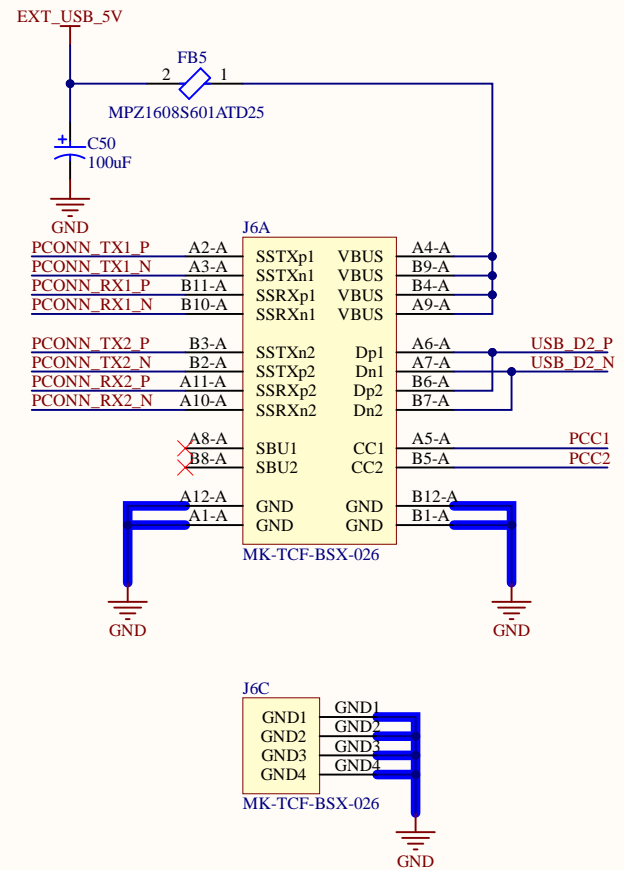 EXT_USB_5V
FB5
2 1
MPZ1608S601ATD25
+
C50
100uF
GND
J6A
PCONN_TX1_P A2-A SSTXp1 VBUS A4-A
PCONN_TX1_N A3-A SSTXn1 VBUS B9-A
PCONN_RX1_P B11-A SSRXp1 VBUS B4-A
PCONN_RX1_N B10-A SSRXn1 VBUS A9-A
PCONN_TX2_P B3-A SSTXn2 Dp1 A6-A USB_D2_P
PCONN_TX2_N B2-A SSTXp2 Dn1 A7-A USB_D2_N
PCONN_RX2_P A11-A SSRXp2 Dp2 B6-A
PCONN_RX2_N A10-A SSRXn2 Dn2 B7-A
A8-A SBU1 CC1 A5-A PCC1
B8-A SBU2 CC2 B5-A PCC2
A12-A GND GND B12-A
A1-A GND GND B1-A
MK-TCF-BSX-026
GND GND
J6C
GND1 GND1
GND2 GND2
GND3 GND3
GND4 GND4
MK-TCF-BSX-026
GND